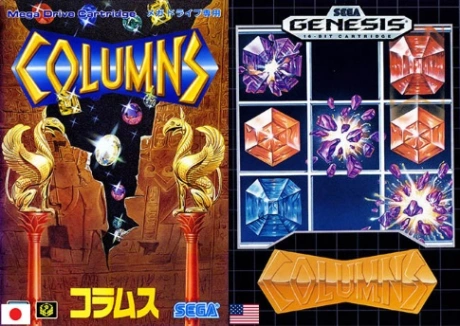 Mega Drive Cartridge メガドライブ専用
COLUMNS
コラムス
SEGA
SEGA
GENESIS
16-BIT CARTRIDGE
COLUMNS